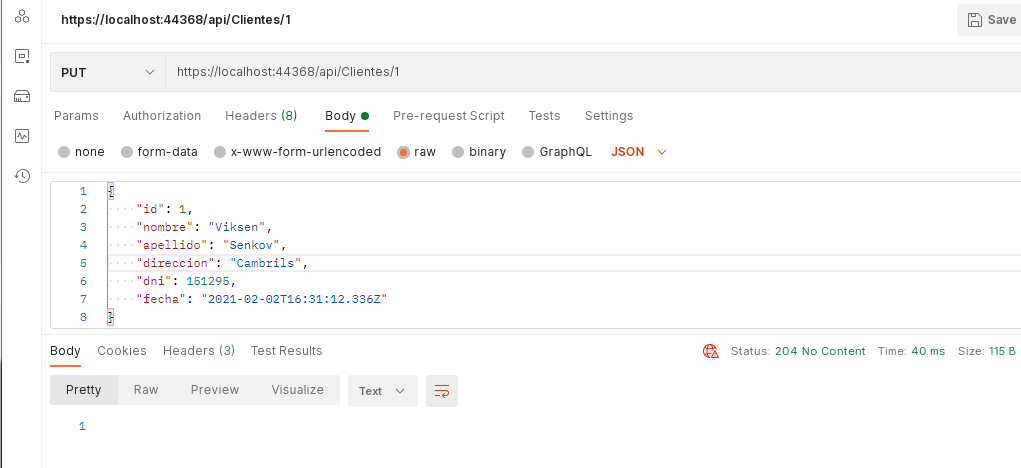 https://localhost:44368/api/Clientes/1
Save
PUT
https://localhost:44368/api/Clientes/1
Params Authorization Headers (8) Body Pre-request Script Tests Settings
none form-data x-www-form-urlencoded raw binary GraphQL JSON
1 {
2 "id": 1,
3 "nombre": "Viksen",
4 "apellido": "Senkov",
5 "direccion": "Cambrils",
6 "dni": 151295,
7 "fecha": "2021-02-02T16:31:12.336Z"
8 }
Body Cookies Headers (3) Test Results Status: 204 No Content Time: 40 ms Size: 115 B
Pretty Raw Preview Visualize Text
1